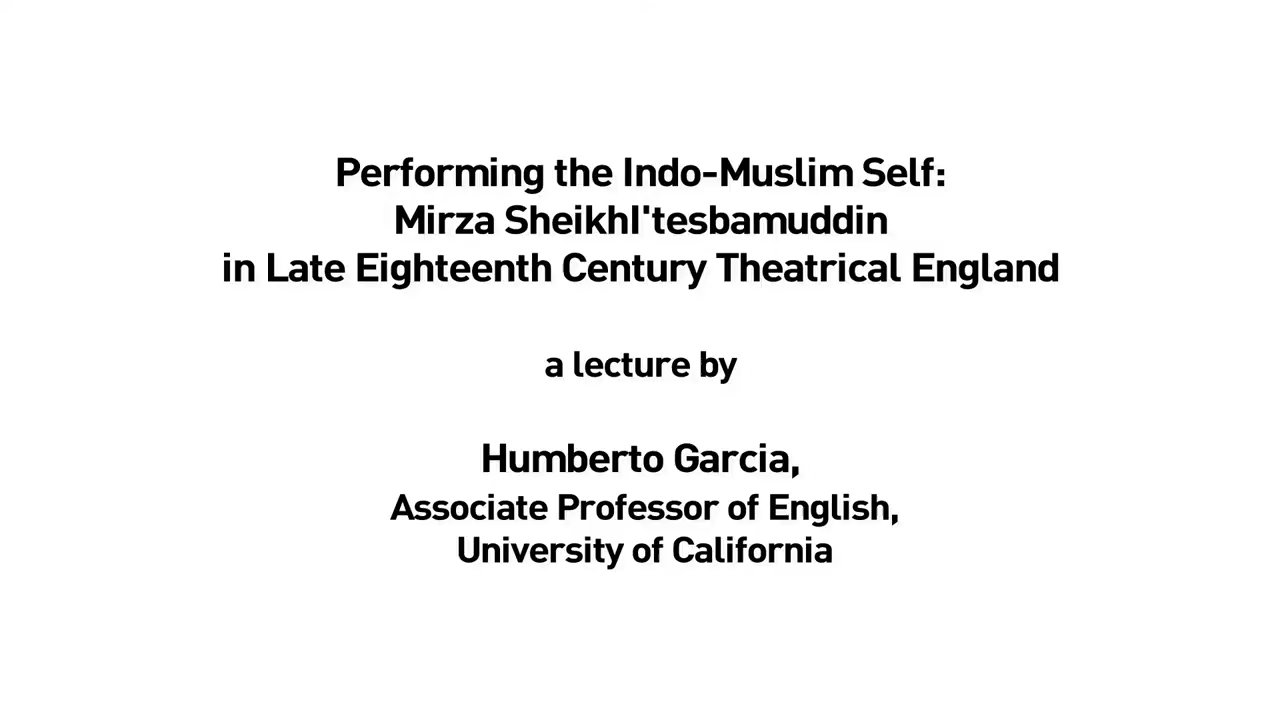 Performing the Indo-Muslim Self:
Mirza SheikhI'tesbamuddin
in Late Eighteenth Century Theatrical England
a lecture by
Humberto Garcia,
Associate Professor of English,
University of California